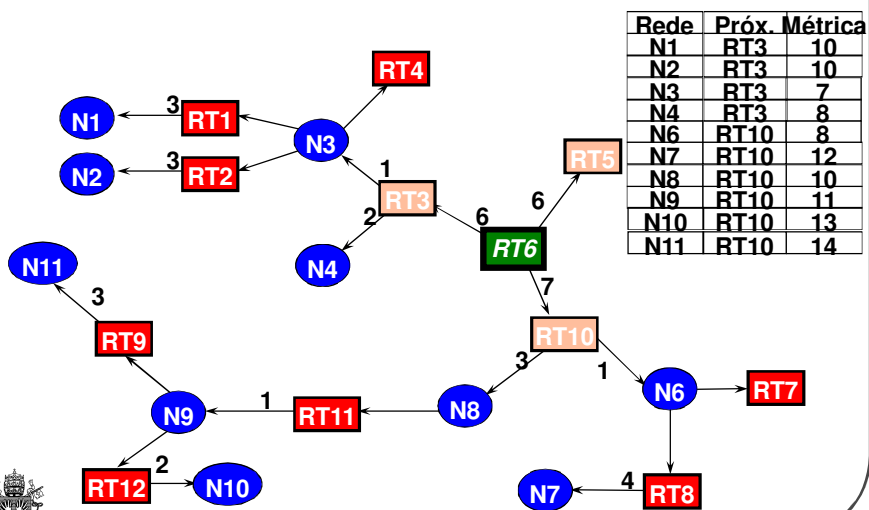 Rede Próx. Métrica
N1 RT3 10
N2 RT3 10
N3 RT3 7
N4 RT3 8
N6 RT10 8
N7 RT10 12
N8 RT10 10
N9 RT10 11
N10 RT10 13
N11 RT10 14
RT4
N1 3 RT1
N3
N2 3 RT2
RT5
1
RT3
6
6
2
N4
RT6
N11
7
3
RT9
RT10
3
1
N9 1 RT11 N8
N6 RT7
RT12 2 N10
N7 4 RT8